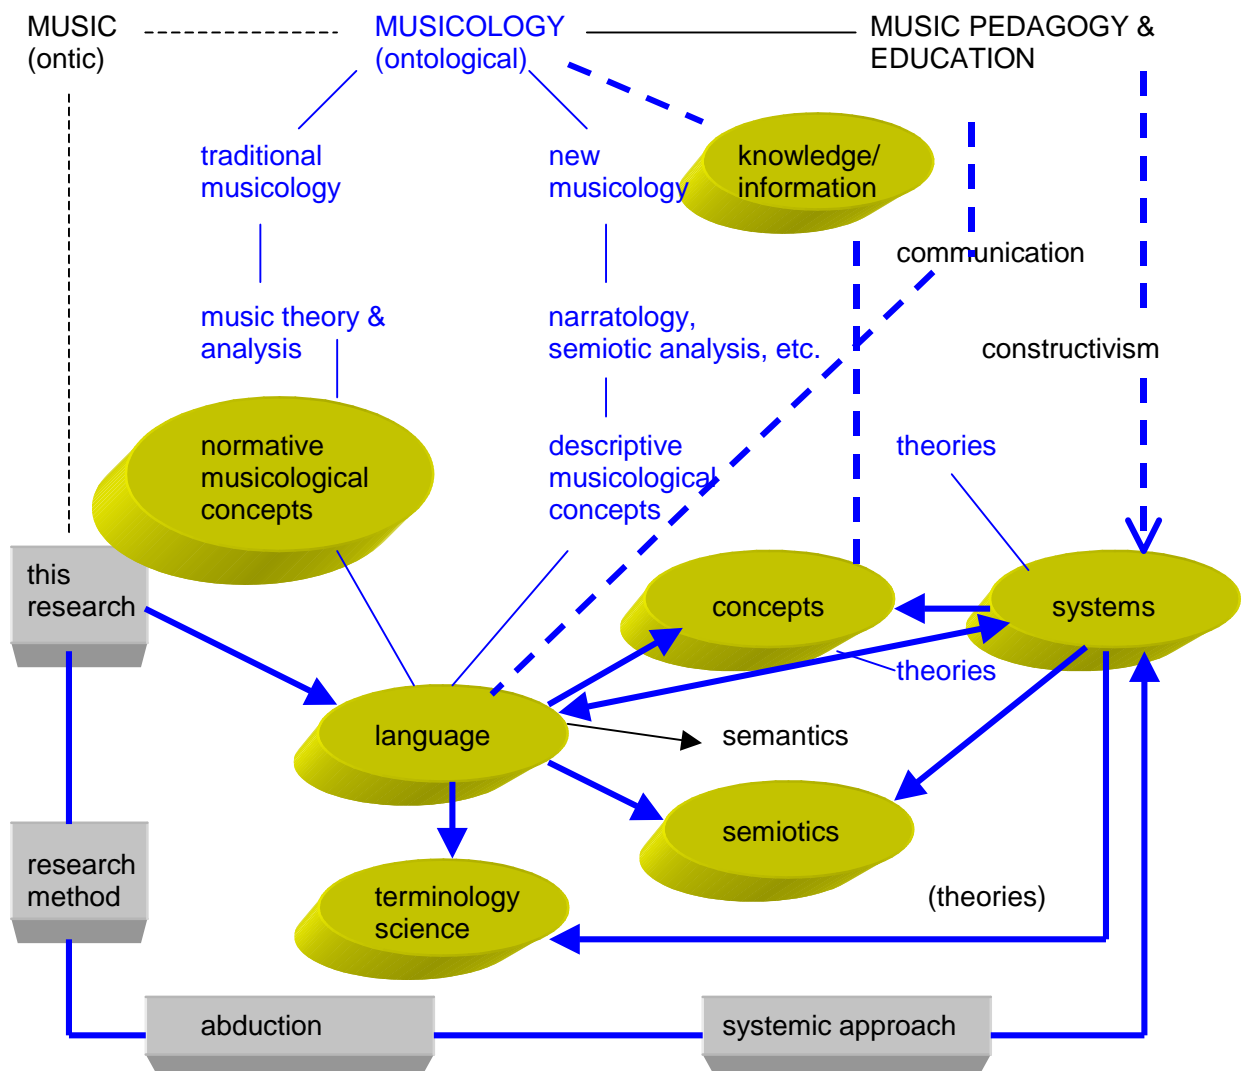 MUSIC
(ontic)
MUSICOLOGY
(ontological)
MUSIC PEDAGOGY &
EDUCATION
traditional
musicology
new
musicology
knowledge/
information
communication
music theory &
analysis
narratology,
semiotic analysis, etc.
constructivism
normative
musicological
concepts
descriptive
musicological
concepts
theories
this
research
concepts
systems
theories
language
semantics
semiotics
research
method
terminology
science
(theories)
abduction
systemic approach